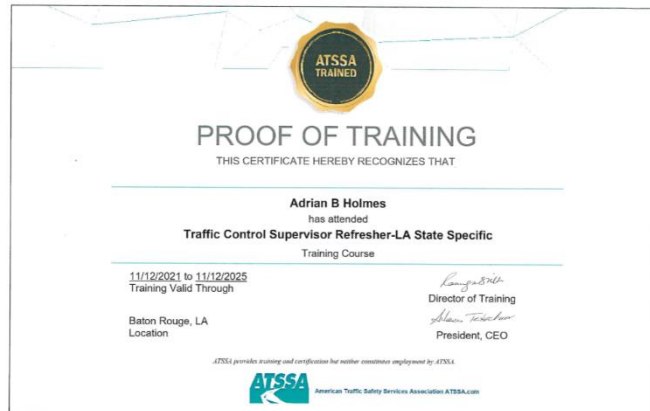 ATSSA
TRAINED
PROOF OF TRAINING
THIS CERTIFICATE HEREBY RECOGNIZES THAT
Adrian B Holmes
has attended
Traffic Control Supervisor Refresher-LA State Specific
Training Course
11/12/2021 to 11/12/2025
Training Valid Through
Director of Training
Baton Rouge, LA
Location
President, CEO
ATSSA provides training and certification but neither constitutes employment by ATSSA.
ATSSA
American Traffic Safety Services Association ATSSA.com